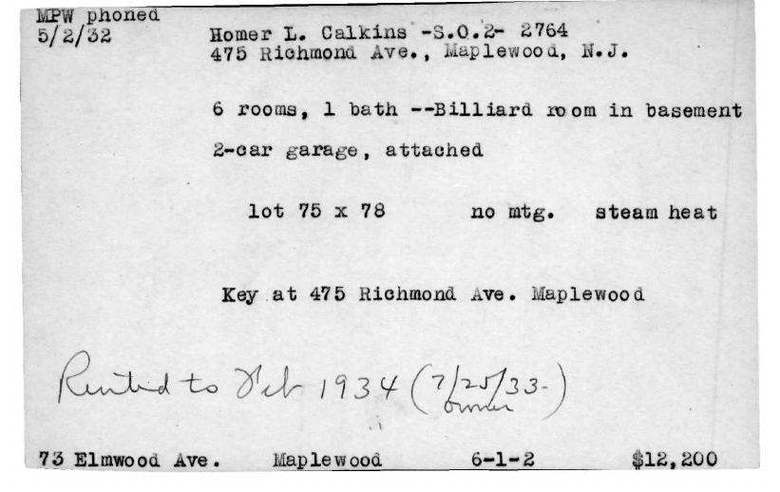 MPW phoned
5/2/32 Homer L. Calkins -S.O.2- 2764
475 Richmond Ave., Maplewood, N.J.
6 rooms, 1 bath --Billiard room in basement
2-car garage, attached
lot 75 x 78 no mtg. steam heat
Key at 475 Richmond Ave. Maplewood
Rented to Feb 1934 (7/25/33-)
owner
73 Elmwood Ave. Maplewood 6-1-2 $12,200